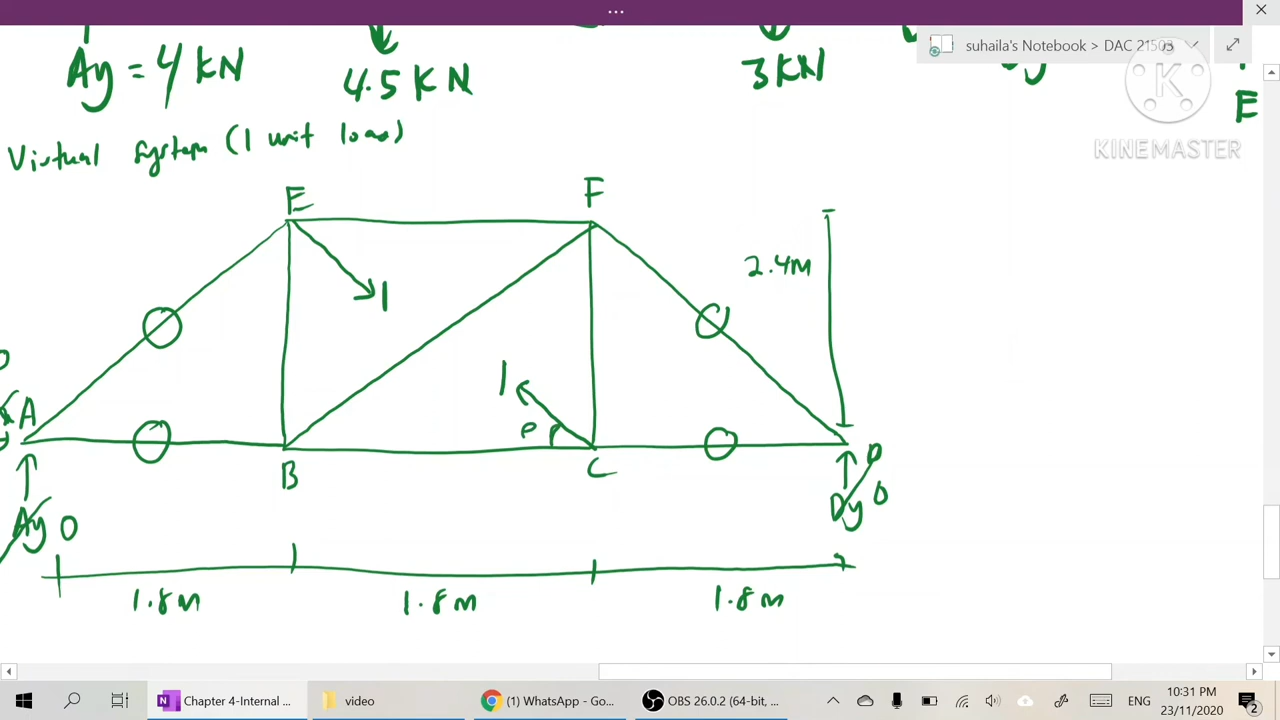 suhaila's Notebook > DAC 21503
Ay = 4 KN
4.5 KN
3 KN
y
E
K
KINEMASTER
Virtual system (1 unit load)
E
F
2.4M
1
1
A
B
C
D
Ay 0
Dy 0
1.8M
1.8M
1.8M
Chapter 4-Internal ...
video
(1) WhatsApp - Go...
OBS 26.0.2 (64-bit, ...
10:31 PM
23/11/2020
2